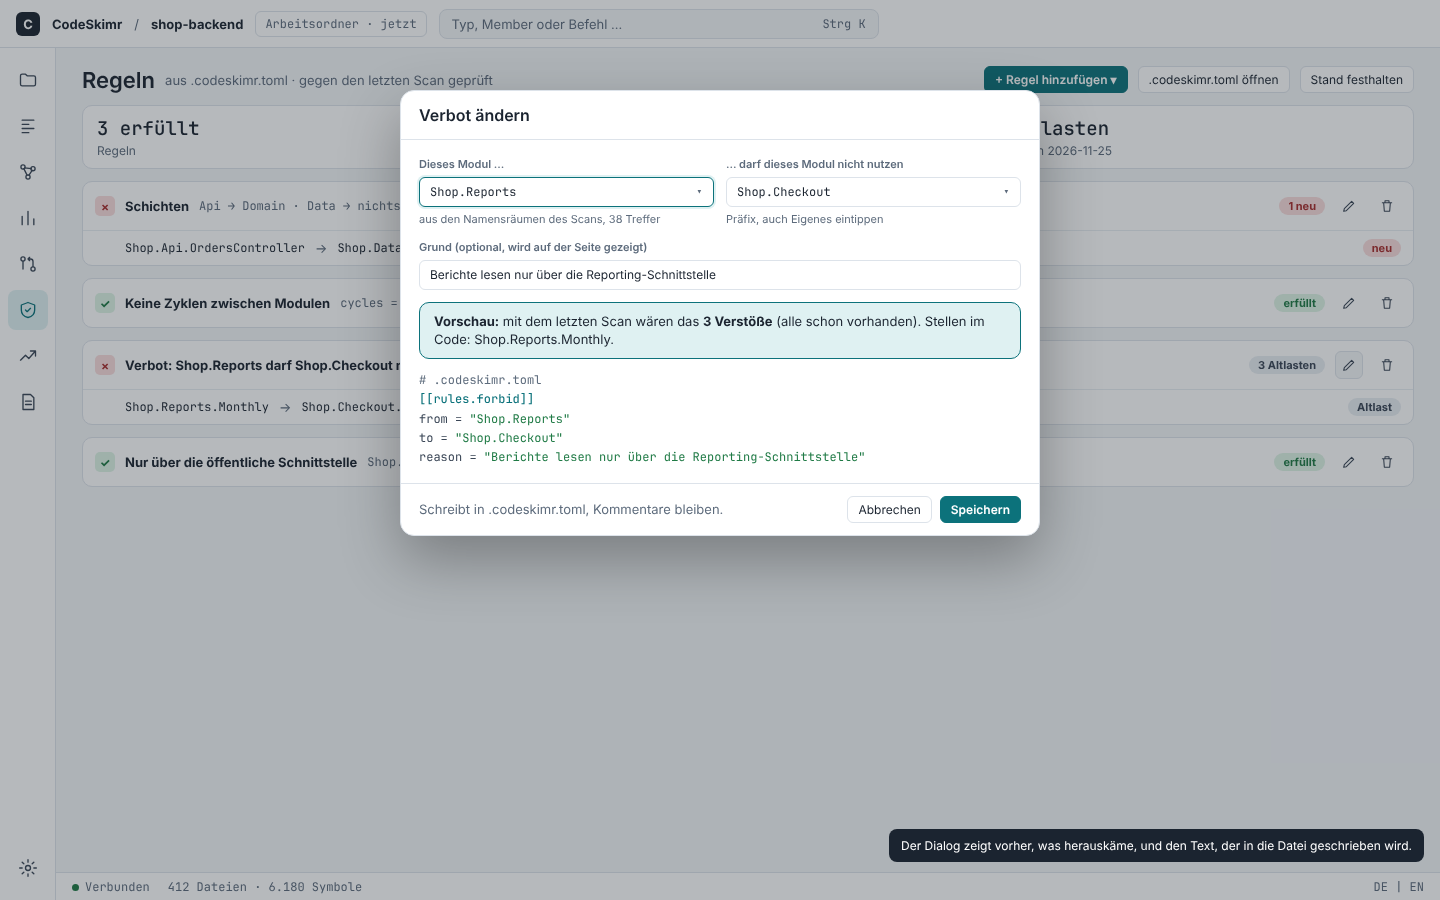 C CodeSkimr / shop-backend Arbeitsordner · jetzt Typ, Member oder Befehl ... Strg K
Regeln aus .codeskimr.toml · gegen den letzten Scan geprüft + Regel hinzufügen ▾ .codeskimr.toml öffnen Stand festhalten
3 erfüllt
Regeln
lasten
2026-11-25
Schichten Api → Domain · Data → nichts 1 neu
Shop.Api.OrdersController → Shop.Data neu
Keine Zyklen zwischen Modulen cycles = erfüllt
Verbot: Shop.Reports darf Shop.Checkout 3 Altlasten
Shop.Reports.Monthly → Shop.Checkout. Altlast
Nur über die öffentliche Schnittstelle Shop. erfüllt
Verbot ändern
Dieses Modul ... ... darf dieses Modul nicht nutzen
Shop.Reports Shop.Checkout
aus den Namensräumen des Scans, 38 Treffer Präfix, auch Eigenes eintippen
Grund (optional, wird auf der Seite gezeigt)
Berichte lesen nur über die Reporting-Schnittstelle
Vorschau: mit dem letzten Scan wären das 3 Verstöße (alle schon vorhanden). Stellen im
Code: Shop.Reports.Monthly.
# .codeskimr.toml
[[rules.forbid]]
from = "Shop.Reports"
to = "Shop.Checkout"
reason = "Berichte lesen nur über die Reporting-Schnittstelle"
Schreibt in .codeskimr.toml, Kommentare bleiben. Abbrechen Speichern
Der Dialog zeigt vorher, was herauskäme, und den Text, der in die Datei geschrieben wird.
Verbunden 412 Dateien · 6.180 Symbole DE | EN